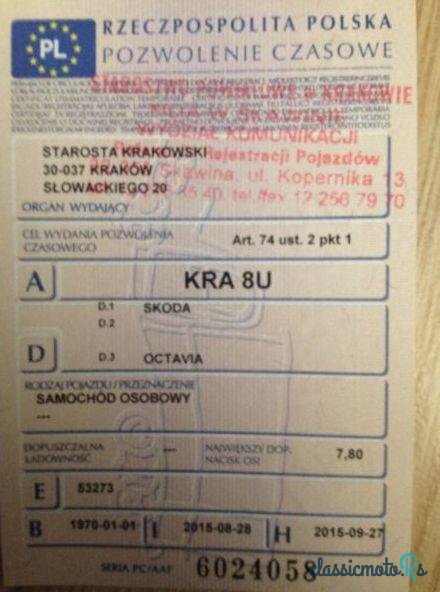 PL
RZECZPOSPOLITA POLSKA
POZWOLENIE CZASOWE
STAROSTWO POWIATOWE w KRAKOWIE
WYDZIAŁ KOMUNIKACJI
Rejestracji Pojazdów
Skawina, ul. Kopernika 13
tel./fax 12 256 79 70
STAROSTA KRAKOWSKI
30-037 KRAKÓW
SŁOWACKIEGO 20
ORGAN WYDAJĄCY
CEL WYDANIA POZWOLENIA
CZASOWEGO
Art. 74 ust. 2 pkt 1
A KRA 8U
D.1 SKODA
D.2
D D.3 OCTAVIA
RODZAJ POJAZDU / PRZEZNACZENIE
SAMOCHÓD OSOBOWY
---
DOPUSZCZALNA
ŁADOWNOŚĆ
---
NAJWIĘKSZY DOP.
NACISK OSI
7,80
E 53273
B 1970-01-01 I 2015-08-28 H 2015-09-27
SERIA PC/AAF 6024058
classicmoto.Rs